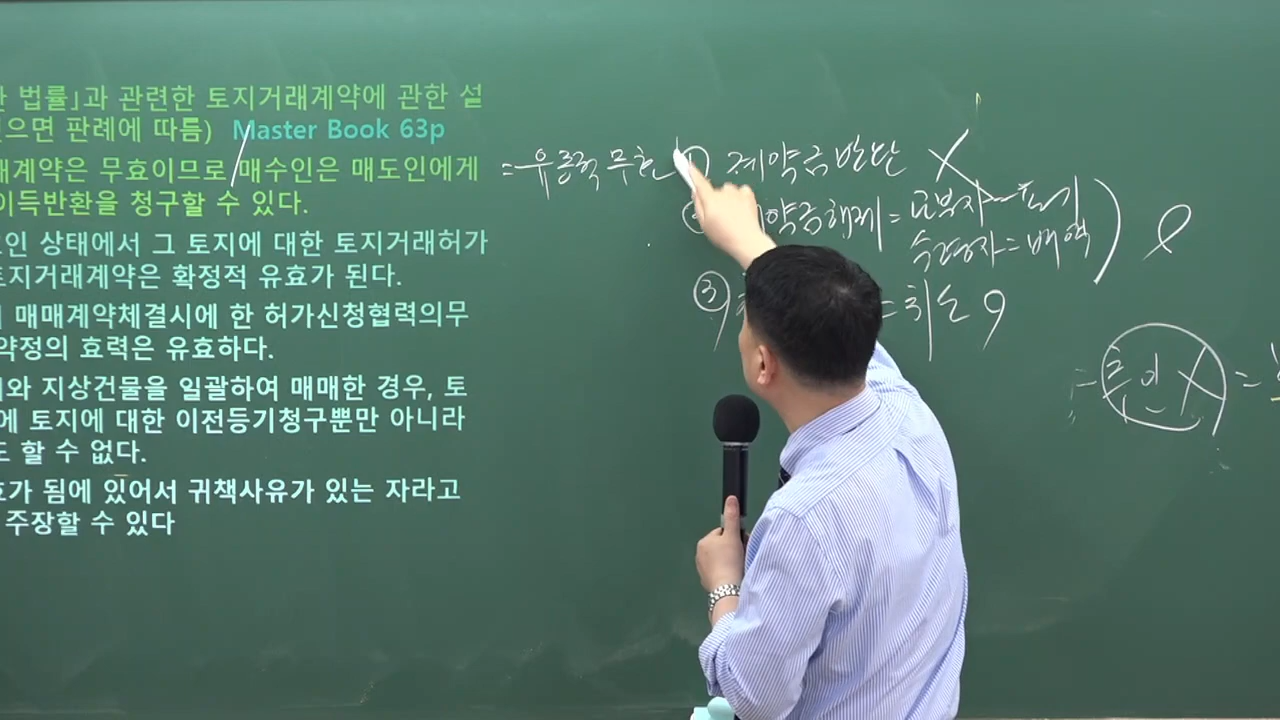 한 법률」과 관련한 토지거래계약에 관한 설
있으면 판례에 따름) Master Book 63p
래계약은 무효이므로 매수인은 매도인에게
이득반환을 청구할 수 있다.
인 상태에서 그 토지에 대한 토지거래허가
토지거래계약은 확정적 유효가 된다.
매매계약체결시에 한 허가신청협력의무
약정의 효력은 유효하다.
와 지상건물을 일괄하여 매매한 경우, 토
에 토지에 대한 이전등기청구뿐만 아니라
도 할 수 없다.
효가 됨에 있어서 귀책사유가 있는 자라고
주장할 수 있다
= 유동적 무효 ① 계약금 반환 X
약금해제 = 교부자 - 포기
수령자 = 배액
③ = 취소
= 투인 X =